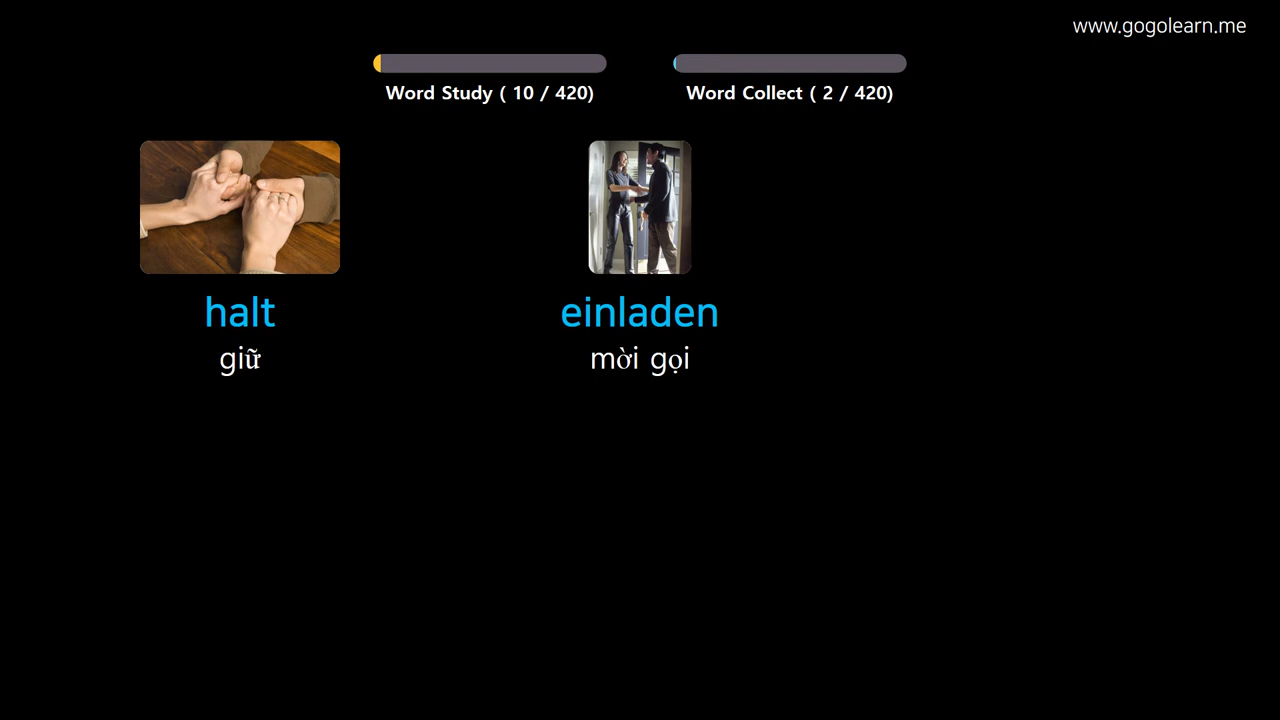 www.gogolearn.me
Word Study ( 10 / 420)
Word Collect ( 2 / 420)
halt
giữ
einladen
mời gọi